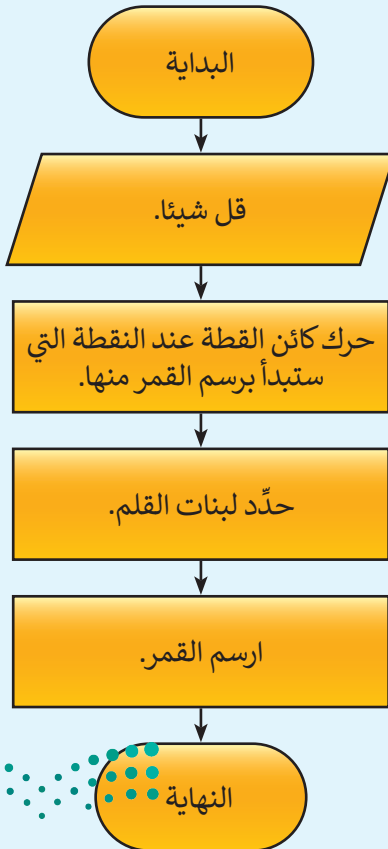 البداية
قل شيئا.
حرك كائن القطة عند النقطة التي
ستبدأ برسم القمر منها.
حدِّد لبنات القلم.
ارسم القمر.
النهاية